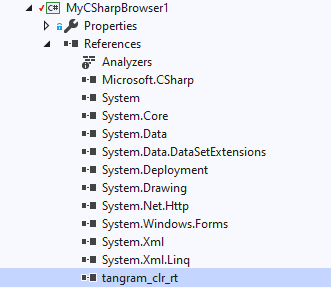 C# MyCSharpBrowser1
Properties
References
Analyzers
Microsoft.CSharp
System
System.Core
System.Data
System.Data.DataSetExtensions
System.Deployment
System.Drawing
System.Net.Http
System.Windows.Forms
System.Xml
System.Xml.Linq
tangram_clr_rt